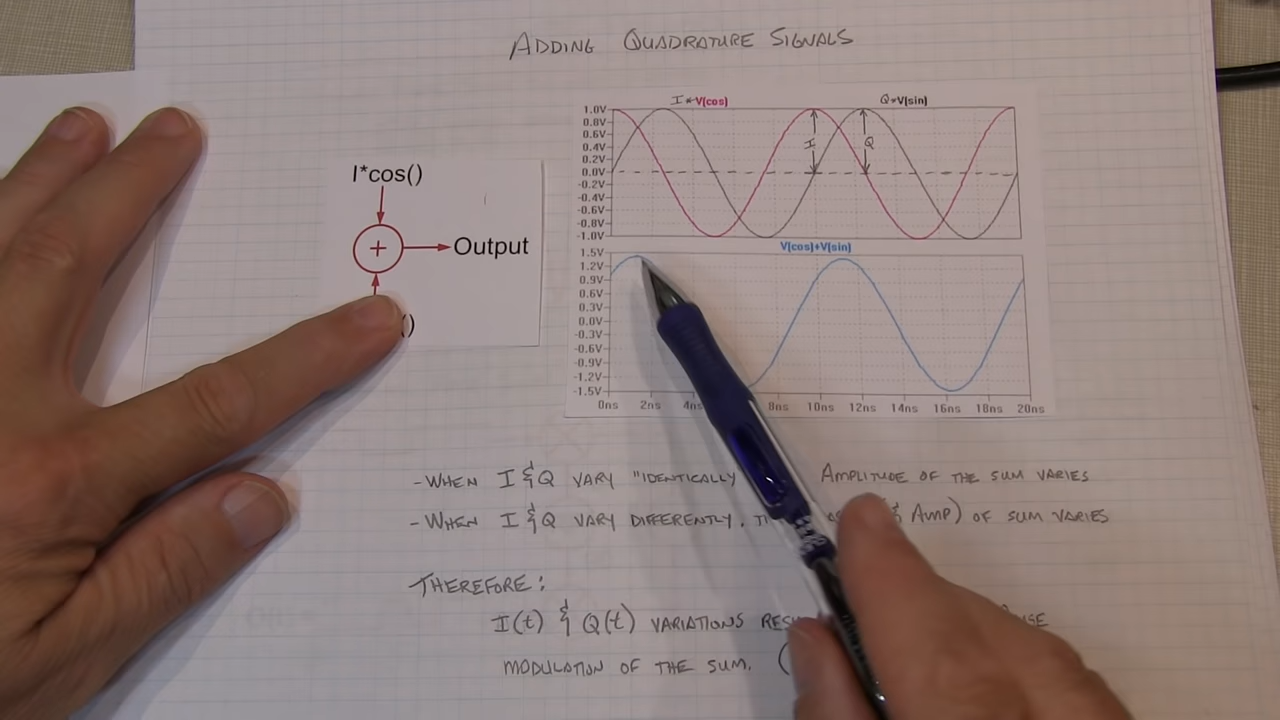 ADDING QUADRATURE SIGNALS
I*cos()
+
Output
)
I*V(cos) Q*V(sin)
1.0V
0.8V
0.6V
0.4V
0.2V
0.0V
-0.2V
-0.4V
-0.6V
-0.8V
-1.0V
I Q
V(cos)+V(sin)
1.5V
1.2V
0.9V
0.6V
0.3V
0.0V
-0.3V
-0.6V
-0.9V
-1.2V
-1.5V
0ns 2ns 4ns 8ns 10ns 12ns 14ns 16ns 18ns 20ns
- WHEN I & Q VARY "IDENTICALLY AMPLITUDE OF THE SUM VARIES
- WHEN I & Q VARY DIFFERENTLY, & AMP) OF SUM VARIES
THEREFORE:
I(t) & Q(t) VARIATIONS
MODULATION OF THE SUM. (